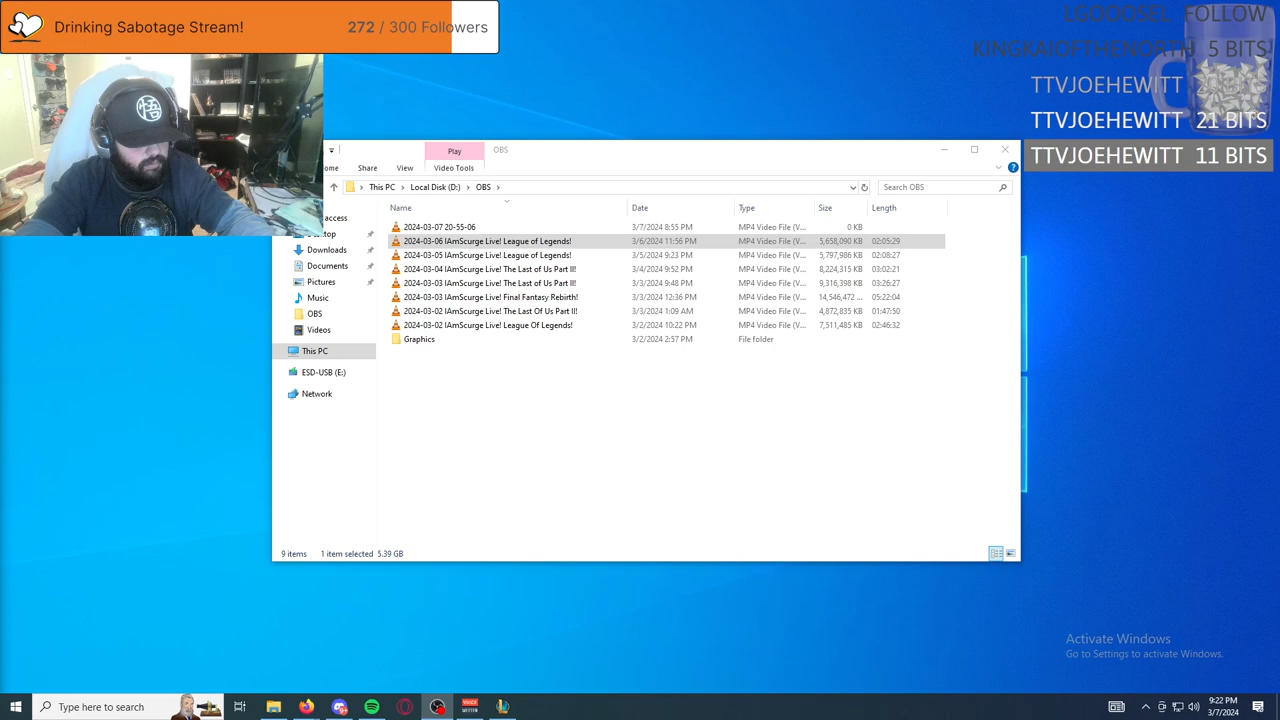 Drinking Sabotage Stream! 272 / 300 Followers
LGOOOSEL FOLLOW
KINGKAIOFTHENORTH 5 BITS
TTVJOEHEWITT BITS
TTVJOEHEWITT 21 BITS
TTVJOEHEWITT 11 BITS
Play OBS
ome Share View Video Tools
This PC > Local Disk (D:) > OBS > Search OBS
Name Date Type Size Length
access
sktop
Downloads
Documents
Pictures
Music
OBS
Videos
This PC
ESD-USB (E:)
Network
2024-03-07 20-55-06 3/7/2024 8:55 PM MP4 Video File (V... 0 KB
2024-03-06 IAmScurge Live! League of Legends! 3/6/2024 11:56 PM MP4 Video File (V... 5,658,090 KB 02:05:29
2024-03-05 IAmScurge Live! League of Legends! 3/5/2024 9:23 PM MP4 Video File (V... 5,797,986 KB 02:08:27
2024-03-04 IAmScurge Live! The Last of Us Part II! 3/4/2024 9:52 PM MP4 Video File (V... 8,224,315 KB 03:02:21
2024-03-03 IAmScurge Live! The Last of Us Part II! 3/3/2024 9:48 PM MP4 Video File (V... 9,316,398 KB 03:26:27
2024-03-03 IAmScurge Live! Final Fantasy Rebirth! 3/3/2024 12:36 PM MP4 Video File (V... 14,546,472 ... 05:22:04
2024-03-02 IAmScurge Live! The Last Of Us Part II! 3/3/2024 1:09 AM MP4 Video File (V... 4,872,835 KB 01:47:50
2024-03-02 IAmScurge Live! League Of Legends! 3/2/2024 10:22 PM MP4 Video File (V... 7,511,485 KB 02:46:32
Graphics 3/2/2024 2:57 PM File folder
9 items 1 item selected 5.39 GB
Activate Windows
Go to Settings to activate Windows.
Type here to search
9:22 PM
3/7/2024